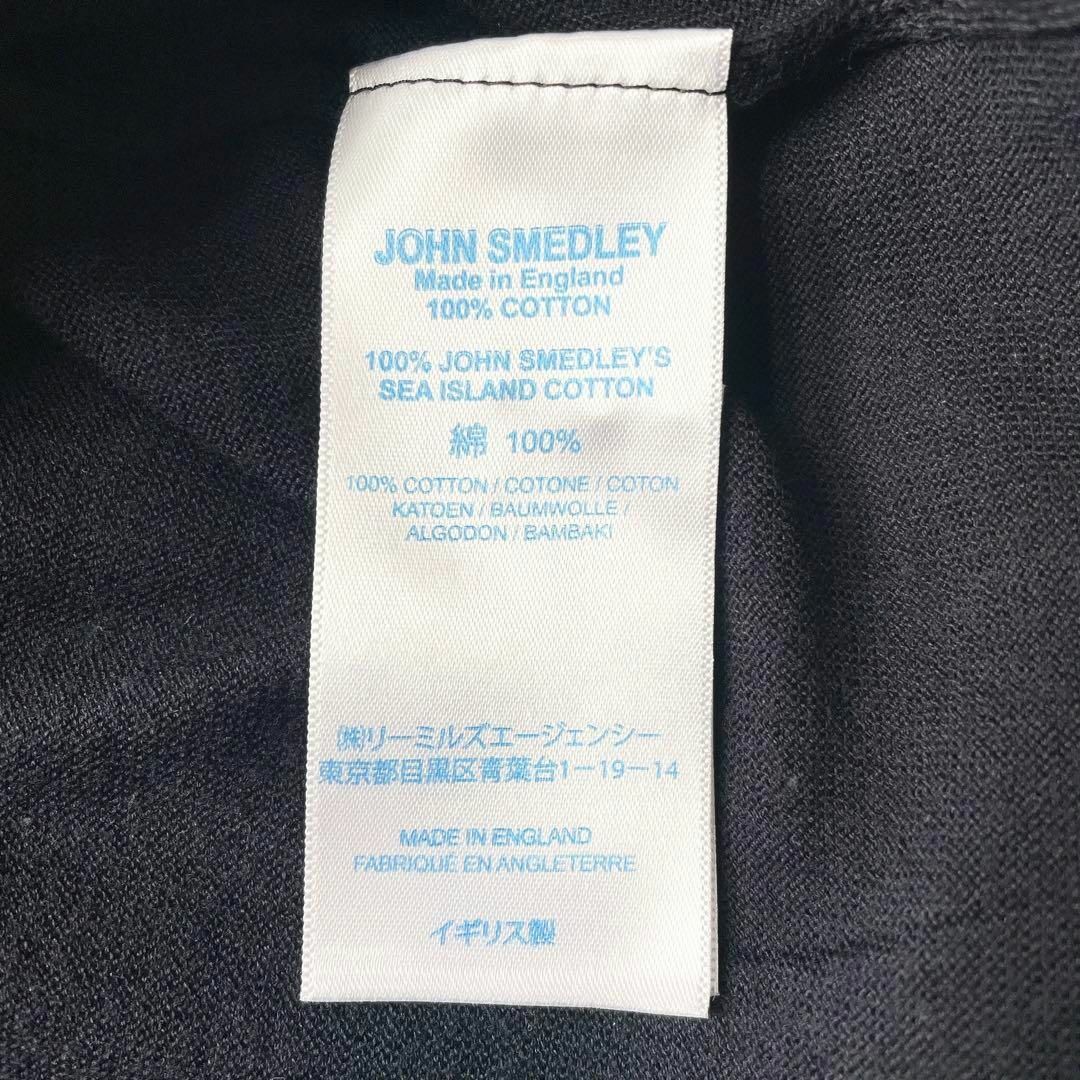 JOHN SMEDLEY
Made in England
100% COTTON
100% JOHN SMEDLEY'S
SEA ISLAND COTTON
綿 100%
100% COTTON / COTONE / COTON
KATOEN / BAUMWOLLE /
ALGODON / BAMBAKI
(株)リーミルズエージェンシー
東京都目黒区青葉台1-19-14
MADE IN ENGLAND
FABRIQUÉ EN ANGLETERRE
イギリス製